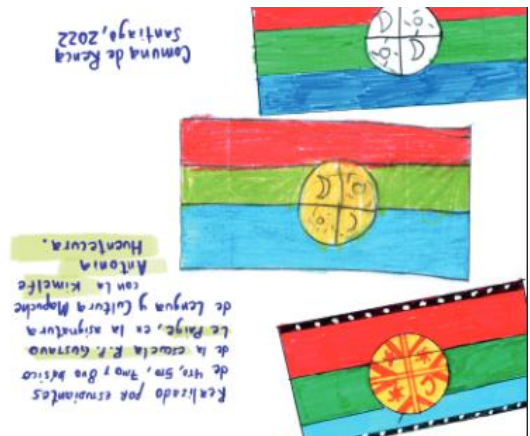 Realizado por estudiantes
de 4to, 5to, 7mo y 8vo básico
de la escuela R.P. Gustavo
Le Paige, en la asignatura
de Lengua y Cultura Mapuche
con la Kimelfe
Antonia
Huentecura.
Comuna de Renca
Santiago, 2022